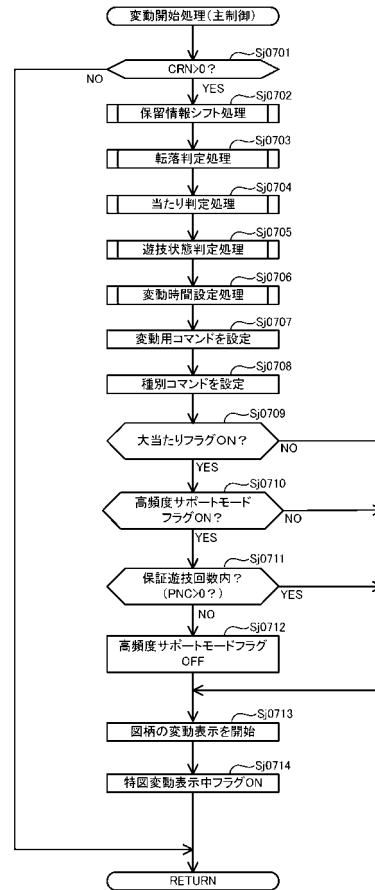 変動開始処理(主制御)
Sj0701
CRN>0?
NO
YES
Sj0702
保留情報シフト処理
Sj0703
転落判定処理
Sj0704
当たり判定処理
Sj0705
遊技状態判定処理
Sj0706
変動時間設定処理
Sj0707
変動用コマンドを設定
Sj0708
種別コマンドを設定
Sj0709
大当たりフラグON?
NO
YES
Sj0710
高頻度サポートモード
フラグON?
NO
YES
Sj0711
保証遊技回数内?
(PNC>0?)
YES
NO
Sj0712
高頻度サポートモードフラグ
OFF
Sj0713
図柄の変動表示を開始
Sj0714
特図変動表示中フラグON
RETURN